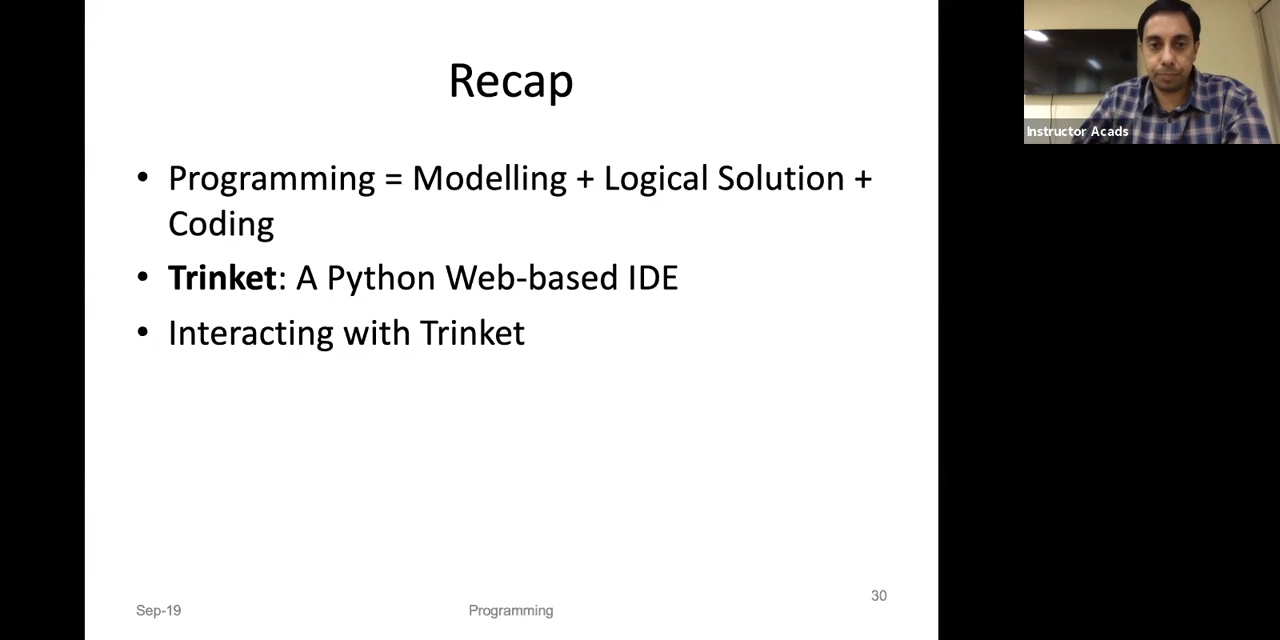 Recap
• Programming = Modelling + Logical Solution +
Coding
• Trinket: A Python Web-based IDE
• Interacting with Trinket
Sep-19
Programming
30
Instructor Acads